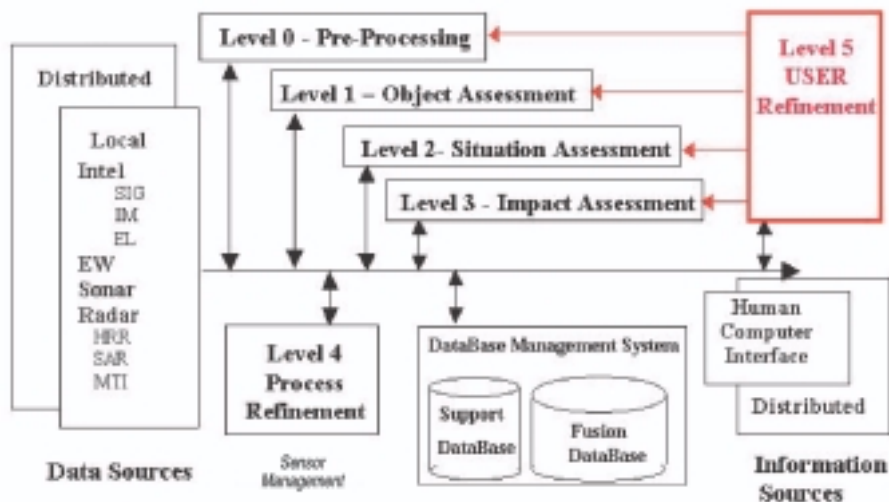 Level 0 - Pre-Processing
Level 1 – Object Assessment
Level 2- Situation Assessment
Level 3 - Impact Assessment
Level 5
USER
Refinement
Distributed
Local
Intel
SIG
IM
EL
EW
Sonar
Radar
HRR
SAR
MTI
Data Sources
Level 4
Process
Refinement
Sensor
Management
DataBase Management System
Support
DataBase
Fusion
DataBase
Human
Computer
Interface
Distributed
Information
Sources